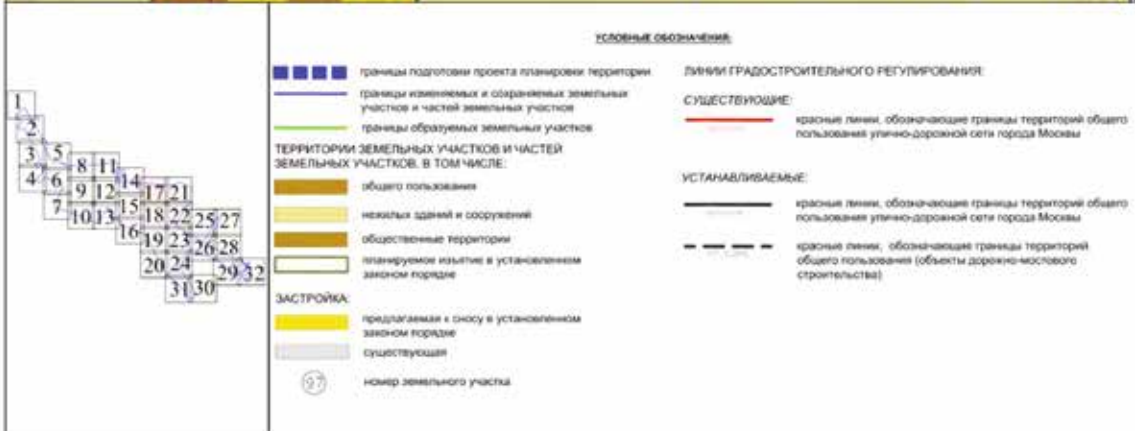 УСЛОВНЫЕ ОБОЗНАЧЕНИЯ:
границы подготовки проекта планировки территории
границы изменяемых и сохраняемых земельных
участков и частей земельных участков
границы образуемых земельных участков
ТЕРРИТОРИИ ЗЕМЕЛЬНЫХ УЧАСТКОВ И ЧАСТЕЙ
ЗЕМЕЛЬНЫХ УЧАСТКОВ, В ТОМ ЧИСЛЕ:
общего пользования
нежилых зданий и сооружений
общественные территории
планируемое изъятие в установленном
законом порядке
ЗАСТРОЙКА:
предлагаемая к сносу в установленном
законом порядке
существующая
97 номер земельного участка
ЛИНИИ ГРАДОСТРОИТЕЛЬНОГО РЕГУЛИРОВАНИЯ:
СУЩЕСТВУЮЩИЕ:
красные линии, обозначающие границы территорий общего
пользования улично-дорожной сети города Москвы
УСТАНАВЛИВАЕМЫЕ:
красные линии, обозначающие границы территорий общего
пользования улично-дорожной сети города Москвы
красные линии, обозначающие границы территорий
общего пользования (объекты дорожно-мостового
строительства)
1
2
3 5
8 11
4 6 14
9 12 17 21
7 15
10 13 18 22 25 27
16
19 23 26 28
20 24 29 32
31 30